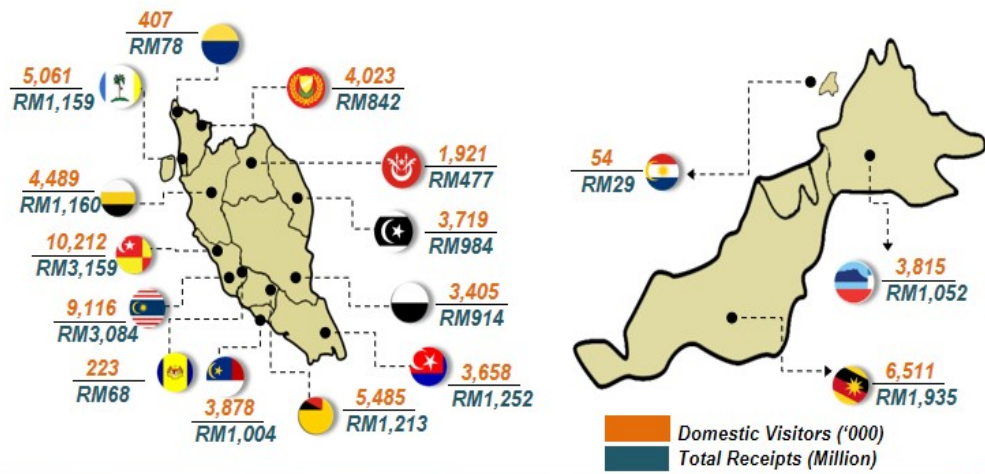 407
RM78
5,061
RM1,159
4,023
RM842
1,921
RM477
4,489
RM1,160
3,719
RM984
10,212
RM3,159
3,405
RM914
9,116
RM3,084
223
RM68
3,878
RM1,004
5,485
RM1,213
3,658
RM1,252
54
RM29
3,815
RM1,052
6,511
RM1,935
Domestic Visitors (‘000)
Total Receipts (Million)